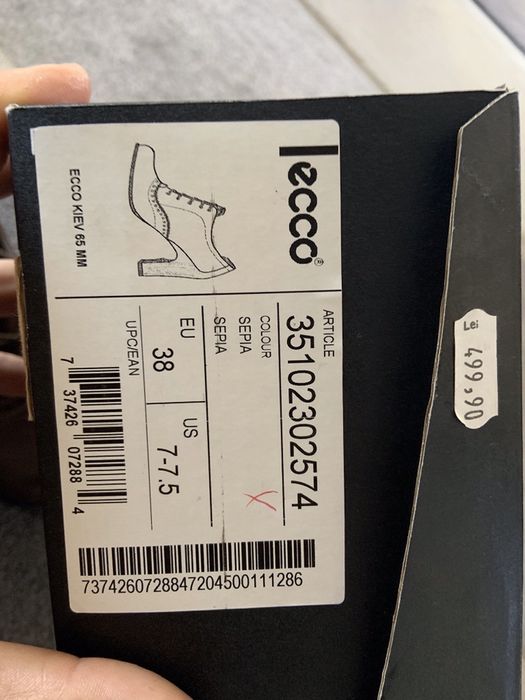 ecco®
ECCO KIEV 65 MM
ARTICLE
35102302574
COLOUR
SEPIA
SEPIA
EU
38
US
7-7.5
UPC/EAN
7 37426 07288 4
7374260728847204500111286
Lei
499,90